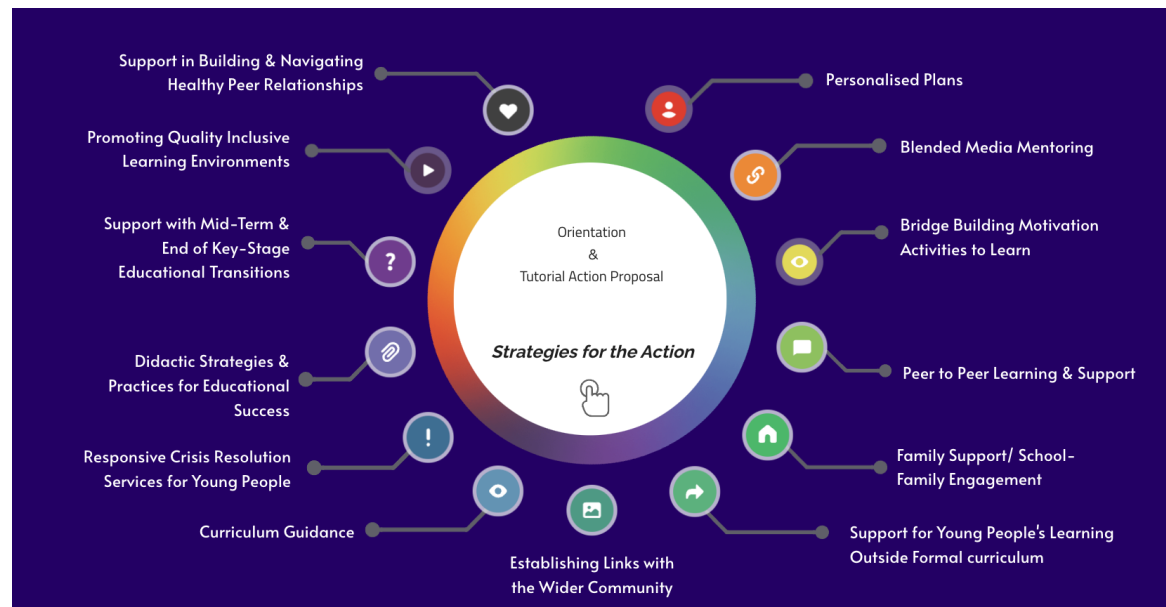 Support in Building & Navigating
Healthy Peer Relationships
Personalised Plans
Promoting Quality Inclusive
Learning Environments
Blended Media Mentoring
Support with Mid-Term &
End of Key-Stage
Educational Transitions
?
Bridge Building Motivation
Activities to Learn
Orientation
&
Tutorial Action Proposal
Strategies for the Action
Didactic Strategies &
Practices for Educational
Success
Peer to Peer Learning & Support
Responsive Crisis Resolution
Services for Young People
!
Family Support/ School-
Family Engagement
Curriculum Guidance
Support for Young People's Learning
Outside Formal curriculum
Establishing Links with
the Wider Community